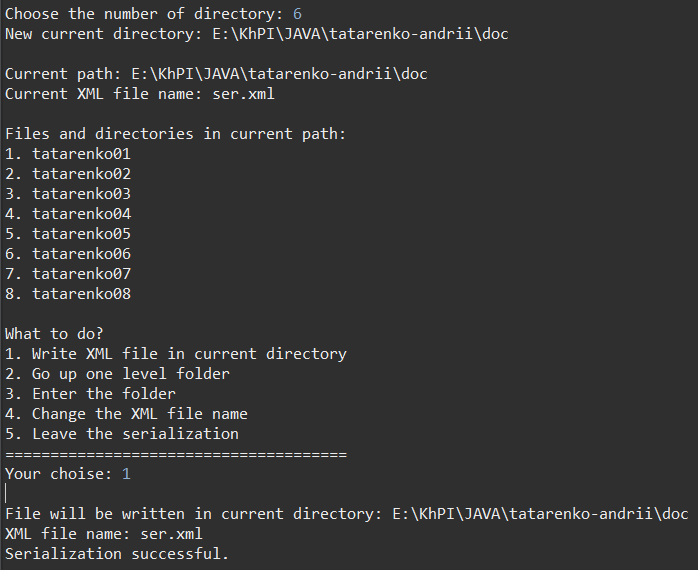 Choose the number of directory: 6
New current directory: E:\KhPI\JAVA\tatarenko-andrii\doc
Current path: E:\KhPI\JAVA\tatarenko-andrii\doc
Current XML file name: ser.xml
Files and directories in current path:
1. tatarenko01
2. tatarenko02
3. tatarenko03
4. tatarenko04
5. tatarenko05
6. tatarenko06
7. tatarenko07
8. tatarenko08
What to do?
1. Write XML file in current directory
2. Go up one level folder
3. Enter the folder
4. Change the XML file name
5. Leave the serialization
======================================
Your choise: 1
File will be written in current directory: E:\KhPI\JAVA\tatarenko-andrii\doc
XML file name: ser.xml
Serialization successful.